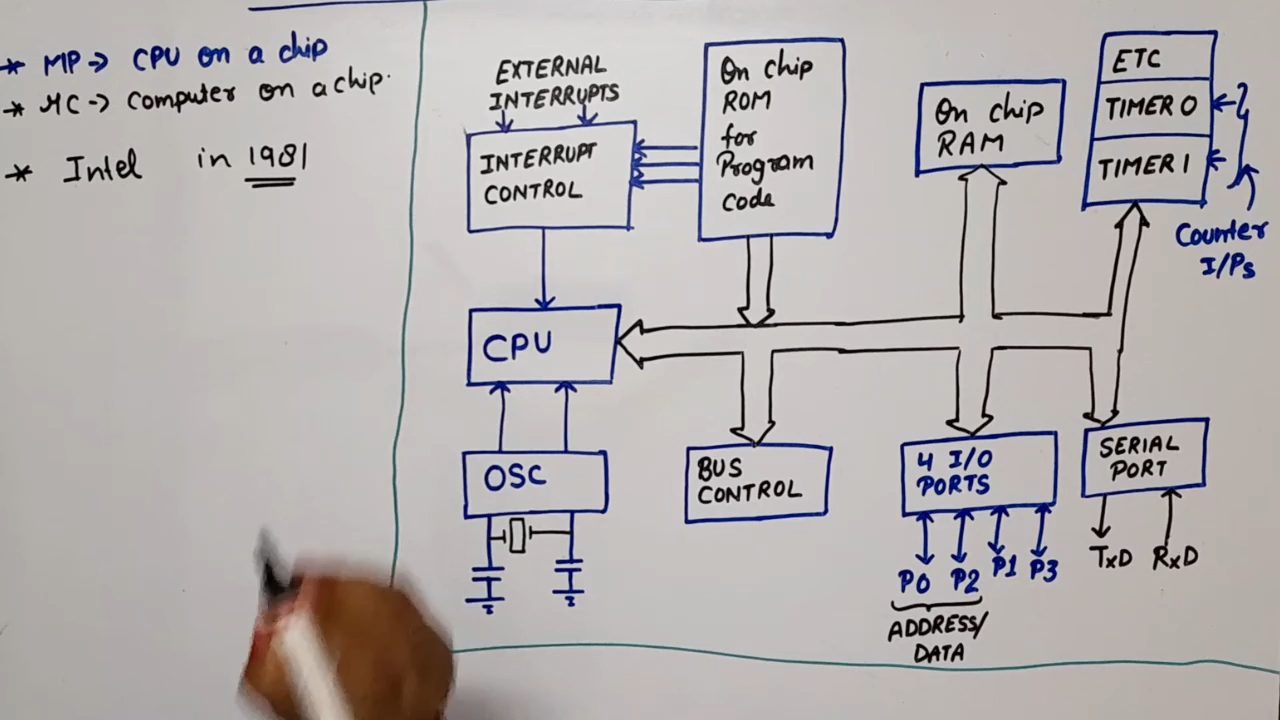 * MP → CPU on a chip
* MC → Computer on a chip.
* Intel in 1981
EXTERNAL
INTERRUPTS
INTERRUPT
CONTROL
On chip
ROM
for
Program
Code
On chip
RAM
ETC
TIMER 0
TIMER 1
Counter
I/Ps
CPU
OSC
BUS
CONTROL
4 I/O
PORTS
SERIAL
PORT
P0 P2 P1 P3
ADDRESS/
DATA
TxD RxD